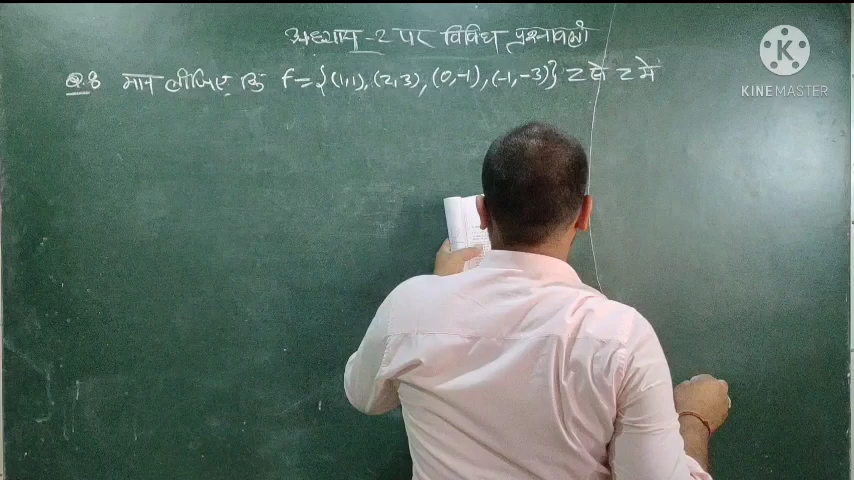 अध्याय-2 पर विविध प्रश्नावली
Q.8 मान लीजिए कि f = {(1,1), (2,3), (0,-1), (-1,-3)} Z से Z में
K
KINEMASTER